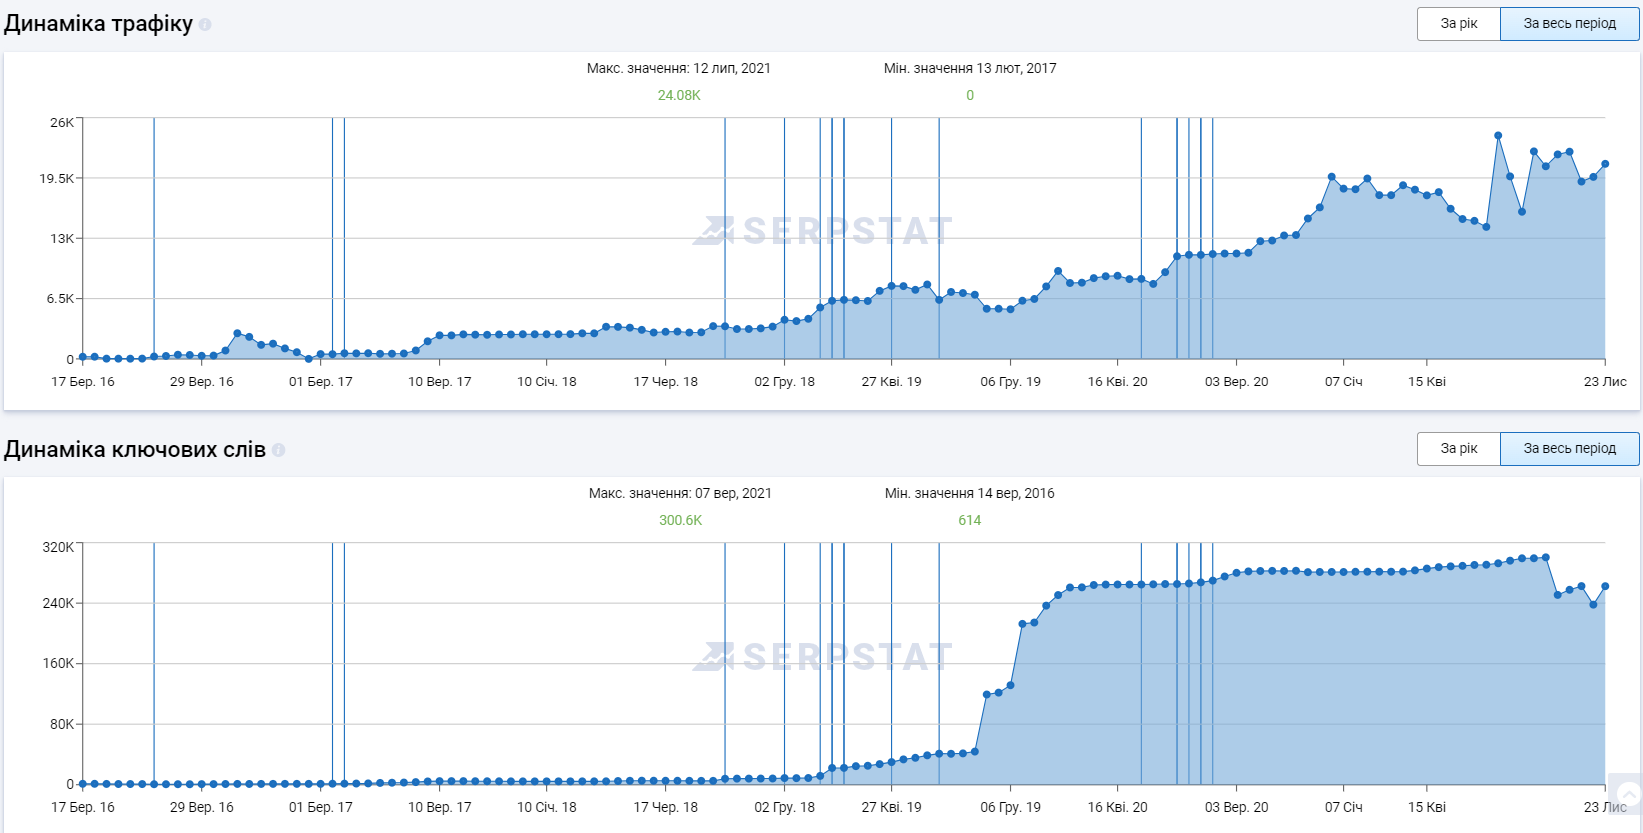 Динаміка трафіку
За рік За весь період
Макс. значення: 12 лип, 2021 Мін. значення 13 лют, 2017
24.08K 0
26K
19.5K
13K
6.5K
0
SERPSTAT
17 Бер. 16 29 Вер. 16 01 Бер. 17 10 Вер. 17 10 Січ. 18 17 Чер. 18 02 Гру. 18 27 Кві. 19 06 Гру. 19 16 Кві. 20 03 Вер. 20 07 Січ 15 Кві 23 Лис
Динаміка ключових слів
За рік За весь період
Макс. значення: 07 вер, 2021 Мін. значення 14 вер, 2016
300.6K 614
320K
240K
160K
80K
0
SERPSTAT
17 Бер. 16 29 Вер. 16 01 Бер. 17 10 Вер. 17 10 Січ. 18 17 Чер. 18 02 Гру. 18 27 Кві. 19 06 Гру. 19 16 Кві. 20 03 Вер. 20 07 Січ 15 Кві 23 Лис